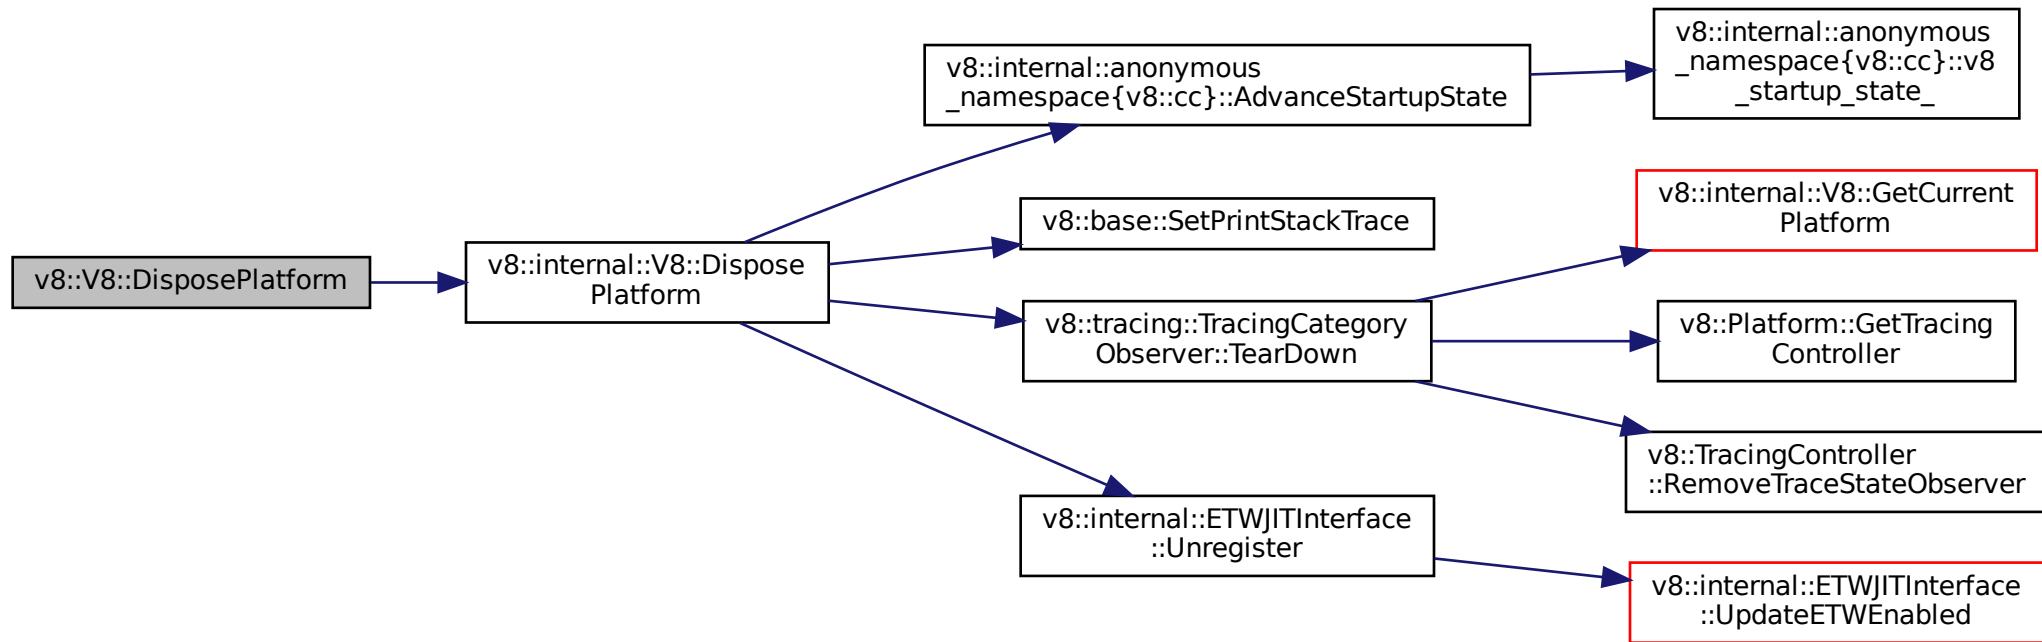 v8::V8::DisposePlatform
v8::internal::V8::Dispose
Platform
v8::internal::anonymous
_namespace{v8::cc}::AdvanceStartupState
v8::base::SetPrintStackTrace
v8::tracing::TracingCategory
Observer::TearDown
v8::internal::ETWJITInterface
::Unregister
v8::internal::anonymous
_namespace{v8::cc}::v8
_startup_state_
v8::internal::V8::GetCurrent
Platform
v8::Platform::GetTracing
Controller
v8::TracingController
::RemoveTraceStateObserver
v8::internal::ETWJITInterface
::UpdateETWEnabled